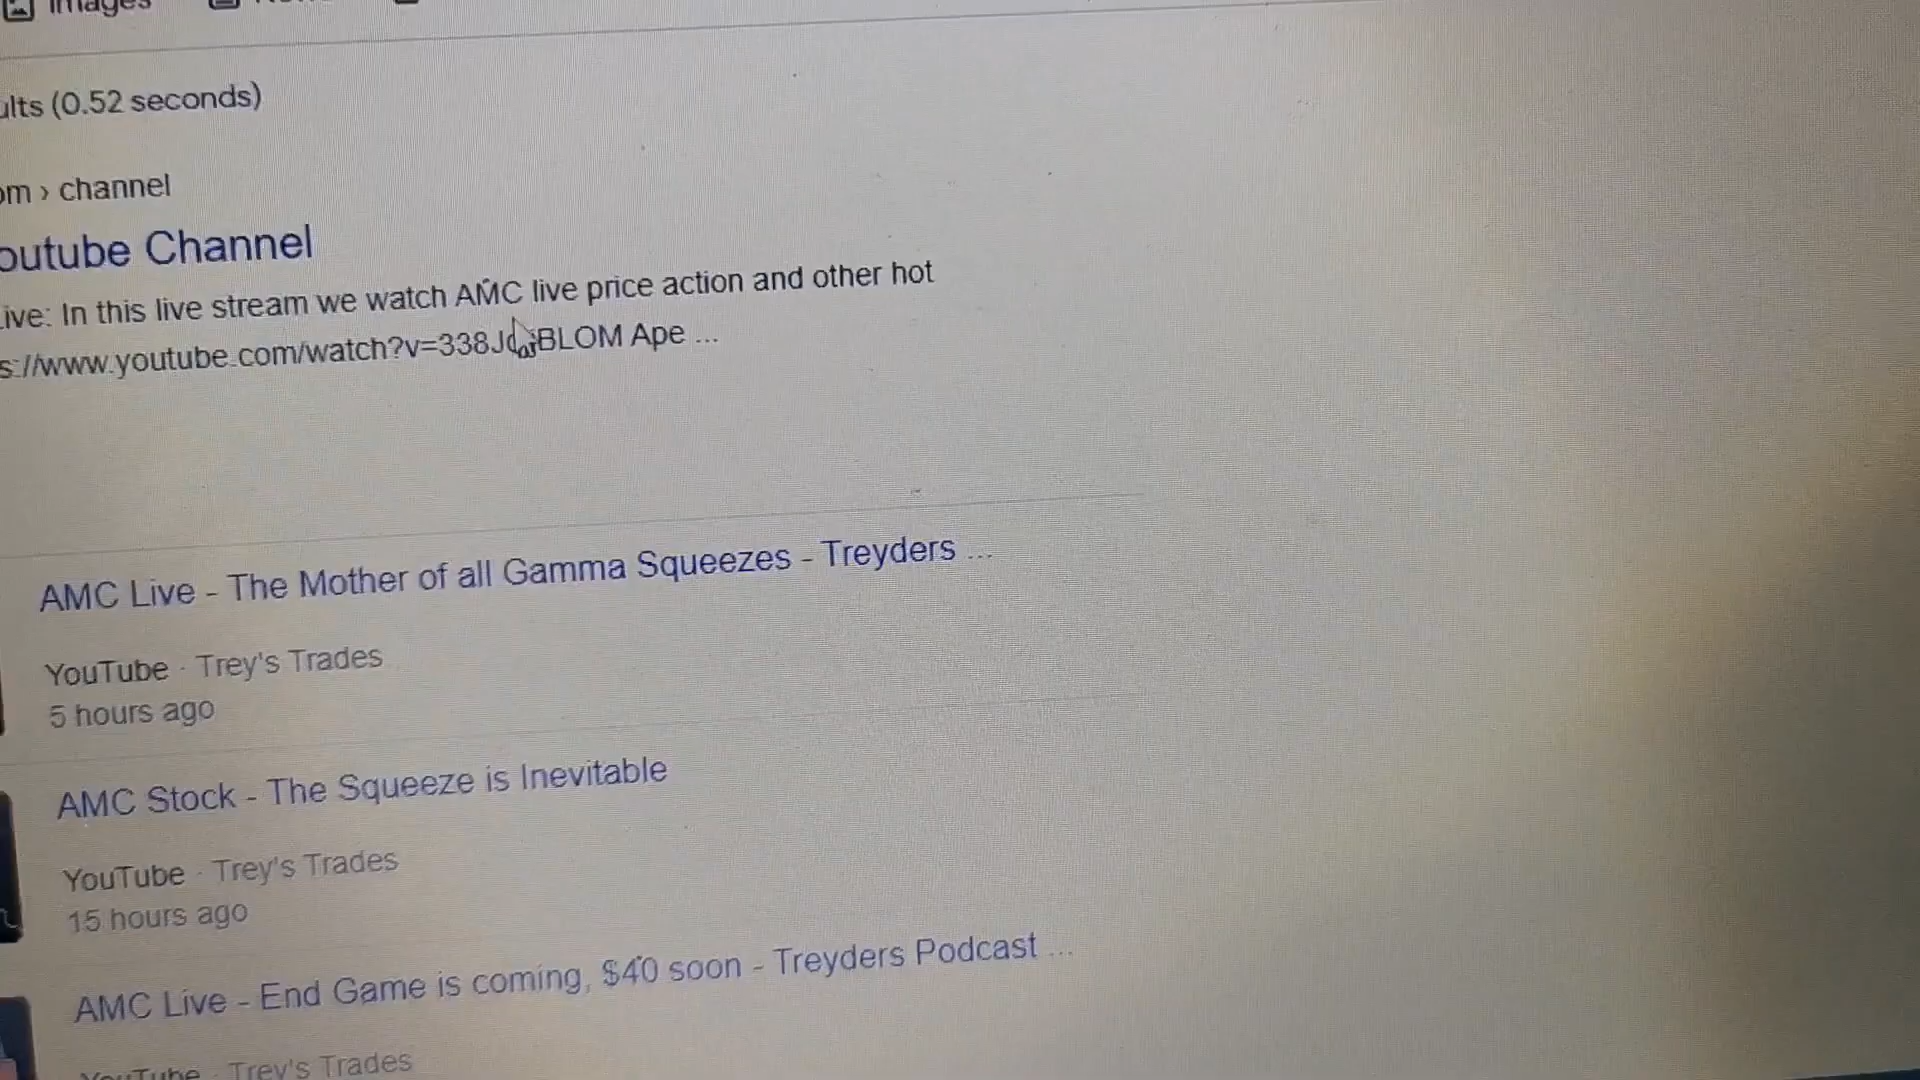 Images
ults (0.52 seconds)
om › channel
outube Channel
ive: In this live stream we watch AMC live price action and other hot
s://www.youtube.com/watch?v=338J BLOM Ape ...
AMC Live - The Mother of all Gamma Squeezes - Treyders ...
YouTube · Trey's Trades
5 hours ago
AMC Stock - The Squeeze is Inevitable
YouTube · Trey's Trades
15 hours ago
AMC Live - End Game is coming, $40 soon - Treyders Podcast ...
YouTube · Trey's Trades